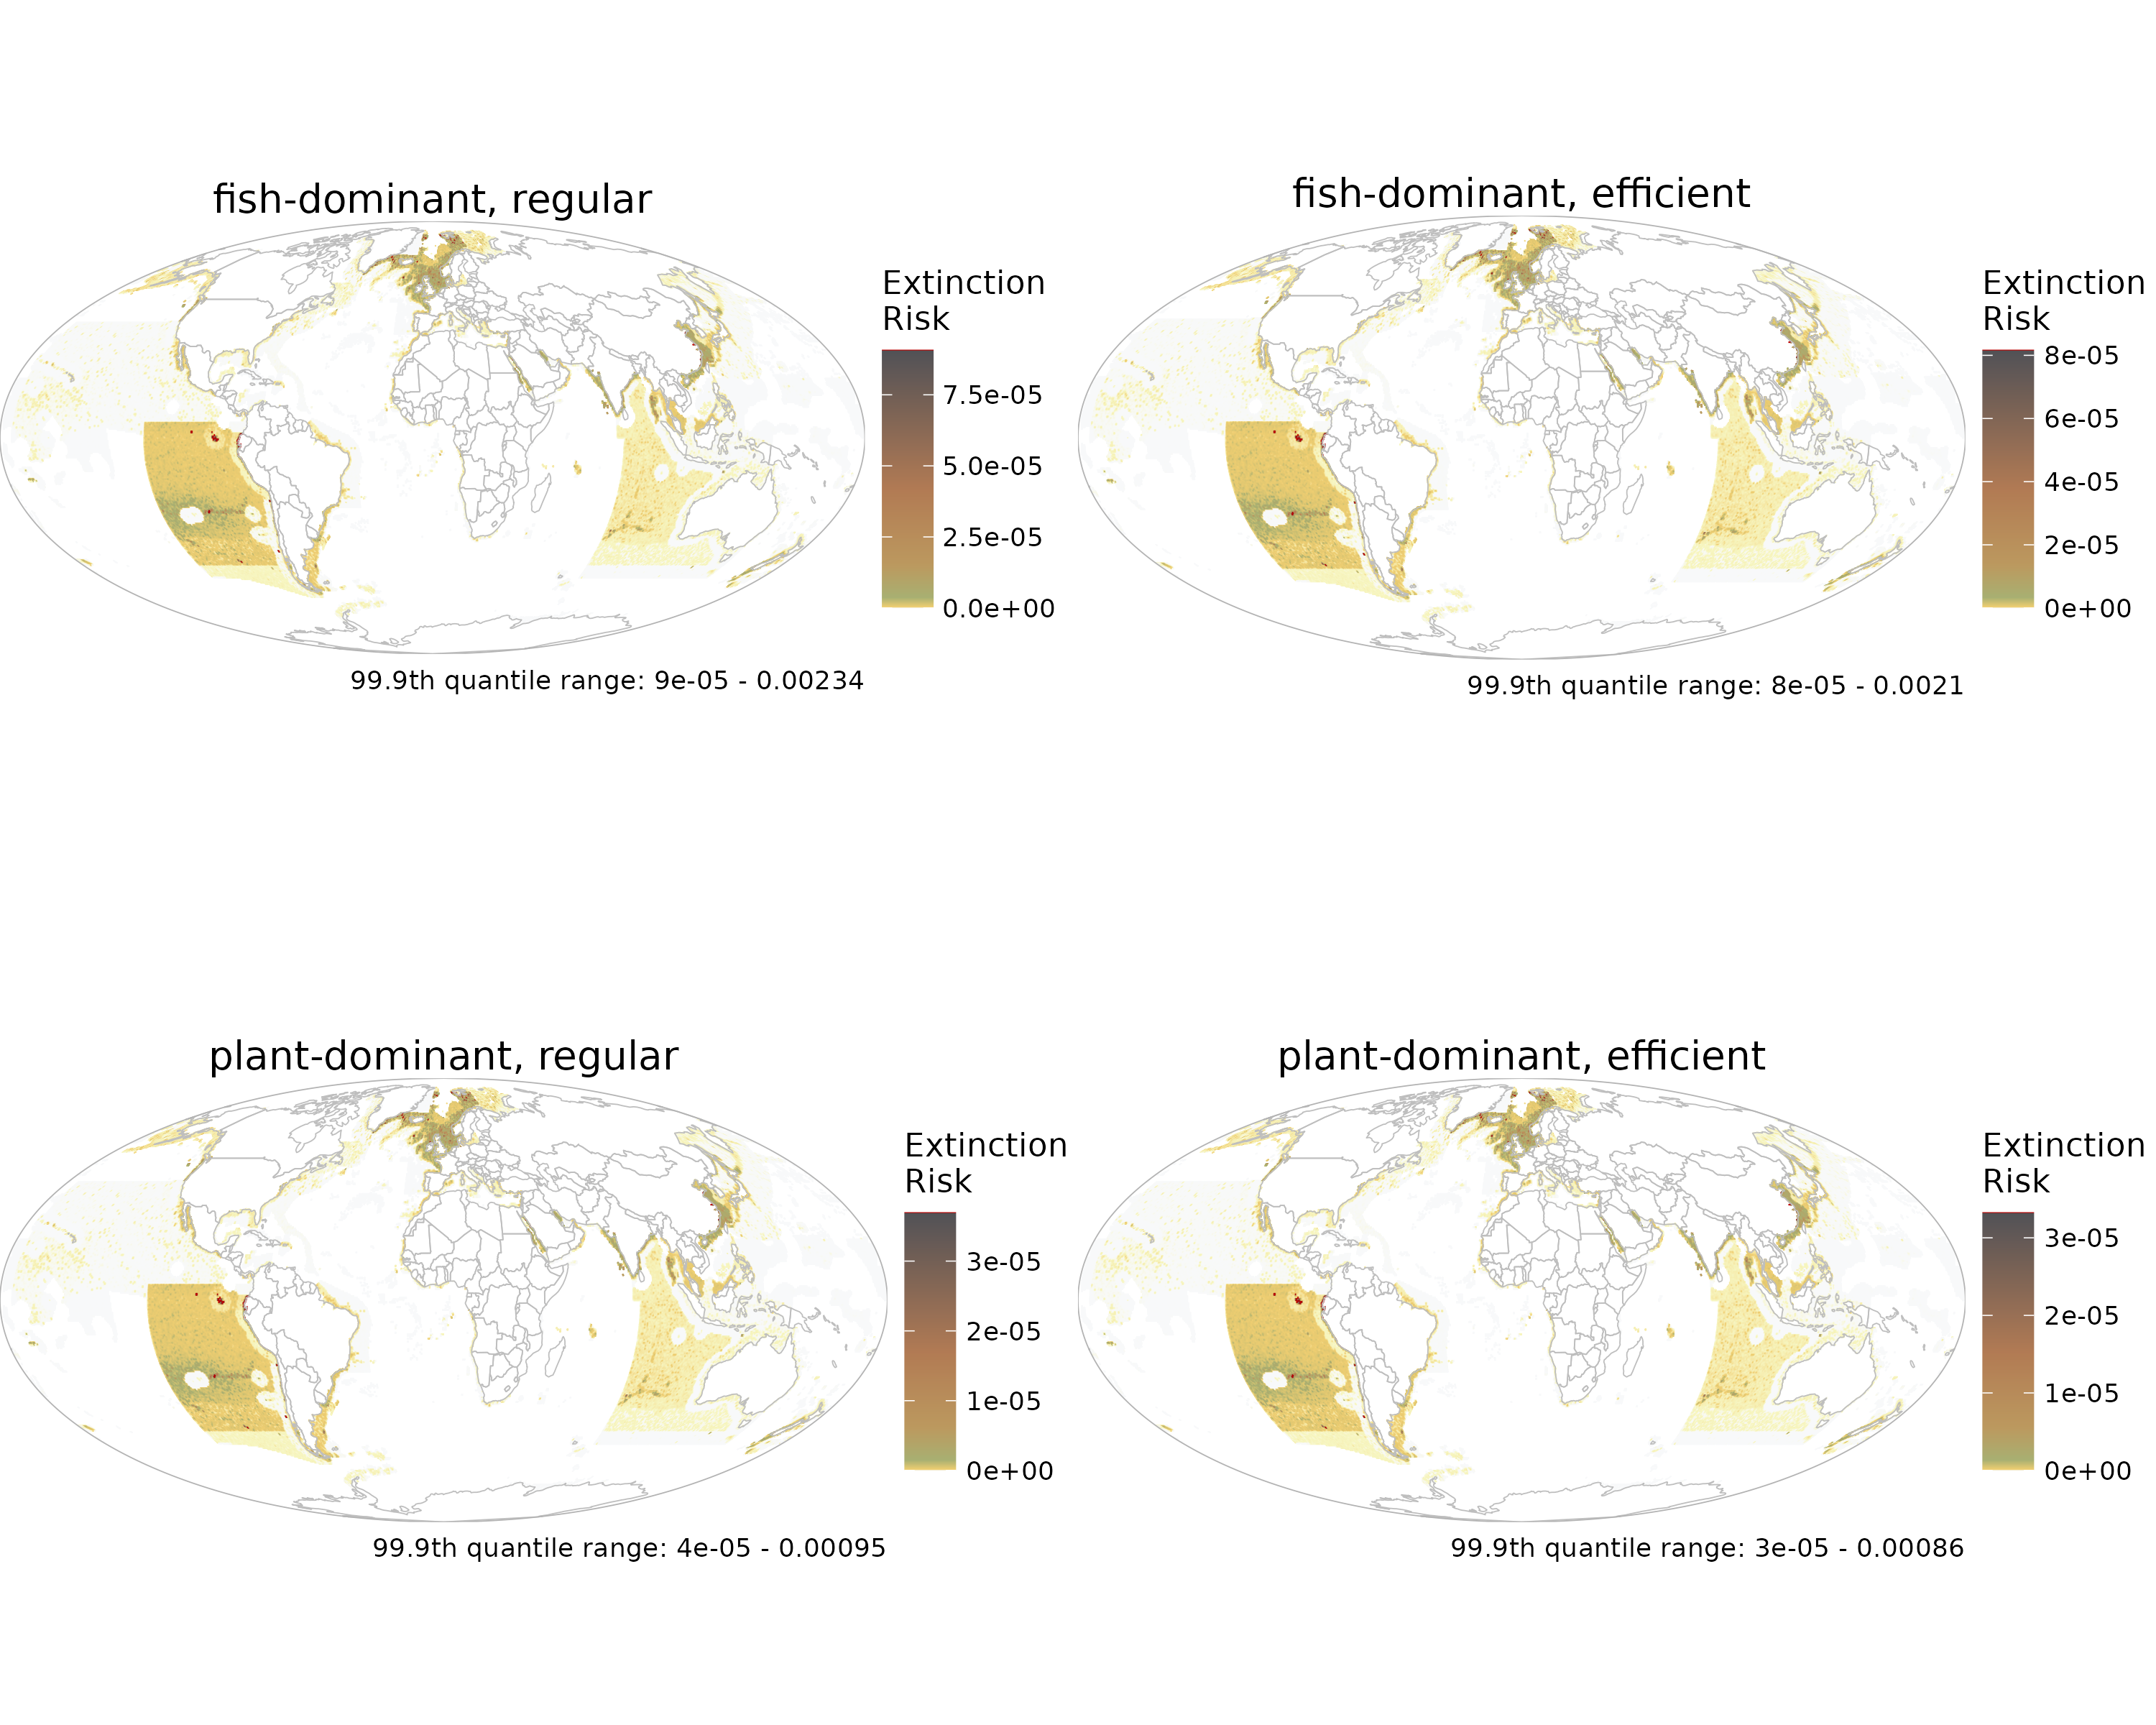 fish-dominant, regular
Extinction
Risk
7.5e-05
5.0e-05
2.5e-05
0.0e+00
99.9th quantile range: 9e-05 - 0.00234
fish-dominant, efficient
Extinction
Risk
8e-05
6e-05
4e-05
2e-05
0e+00
99.9th quantile range: 8e-05 - 0.0021
plant-dominant, regular
Extinction
Risk
3e-05
2e-05
1e-05
0e+00
99.9th quantile range: 4e-05 - 0.00095
plant-dominant, efficient
Extinction
Risk
3e-05
2e-05
1e-05
0e+00
99.9th quantile range: 3e-05 - 0.00086